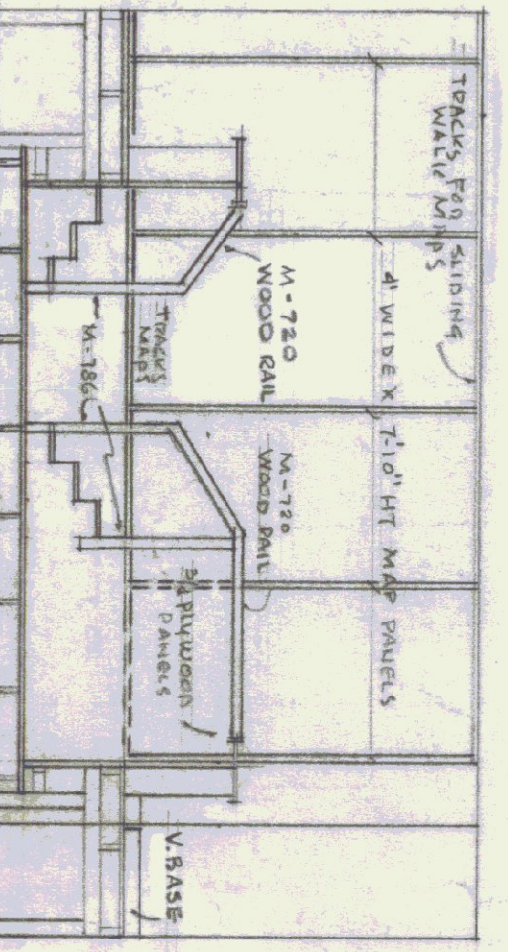 TRACKS FOR SLIDING
WALL MAPS
4' WIDE X 7'-10" HT MAP PANELS
M-720
WOOD RAIL
M-720
WOOD RAIL
TRACKS
MAPS
M-786
PLYWOOD
PANELS
V. BASE